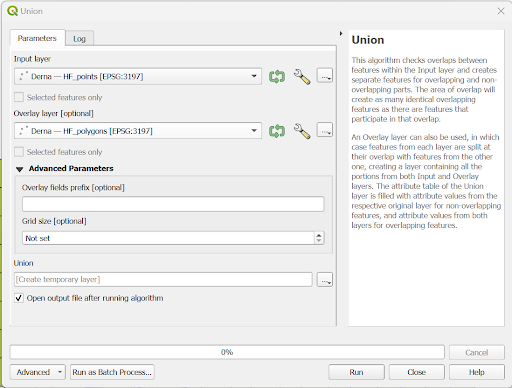 Union
Parameters
Log
Input layer
Derna — HF_points [EPSG:3197]
...
Selected features only
Overlay layer [optional]
Derna — HF_polygons [EPSG:3197]
...
Selected features only
Advanced Parameters
Overlay fields prefix [optional]
Grid size [optional]
Not set
Union
[Create temporary layer]
...
Open output file after running algorithm
Union
This algorithm checks overlaps between
features within the Input layer and creates
separate features for overlapping and non-
overlapping parts. The area of overlap will
create as many identical overlapping
features as there are features that
participate in that overlap.
An Overlay layer can also be used, in which
case features from each layer are split at
their overlap with features from the other
one, creating a layer containing all the
portions from both Input and Overlay
layers. The attribute table of the Union
layer is filled with attribute values from the
respective original layer for non-overlapping
features, and attribute values from both
layers for overlapping features.
0%
Cancel
Advanced
Run as Batch Process...
Run
Close
Help